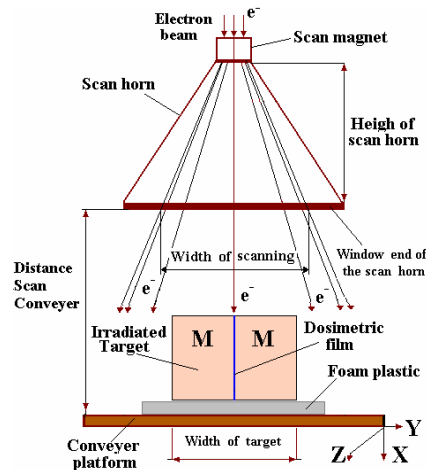 Electron
beam
e⁻
Scan magnet
Scan horn
Heigh of
scan horn
Width of scanning
Window end of
the scan horn
Distance
Scan
Conveyer
e⁻
e⁻
e⁻
Irradiated
Target
M
M
Dosimetric
film
Foam plastic
Conveyer
platform
Width of target
Y
Z
X